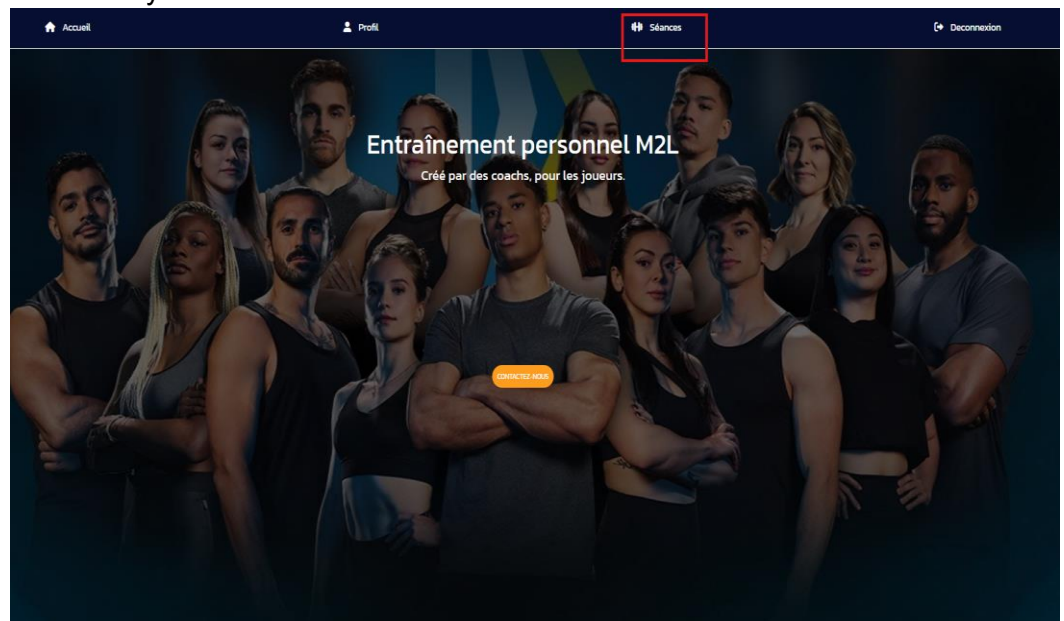 Accueil
Profil
Séances
Deconnexion
Entraînement personnel M2L
Créé par des coachs, pour les joueurs.
CONTACTEZ-NOUS